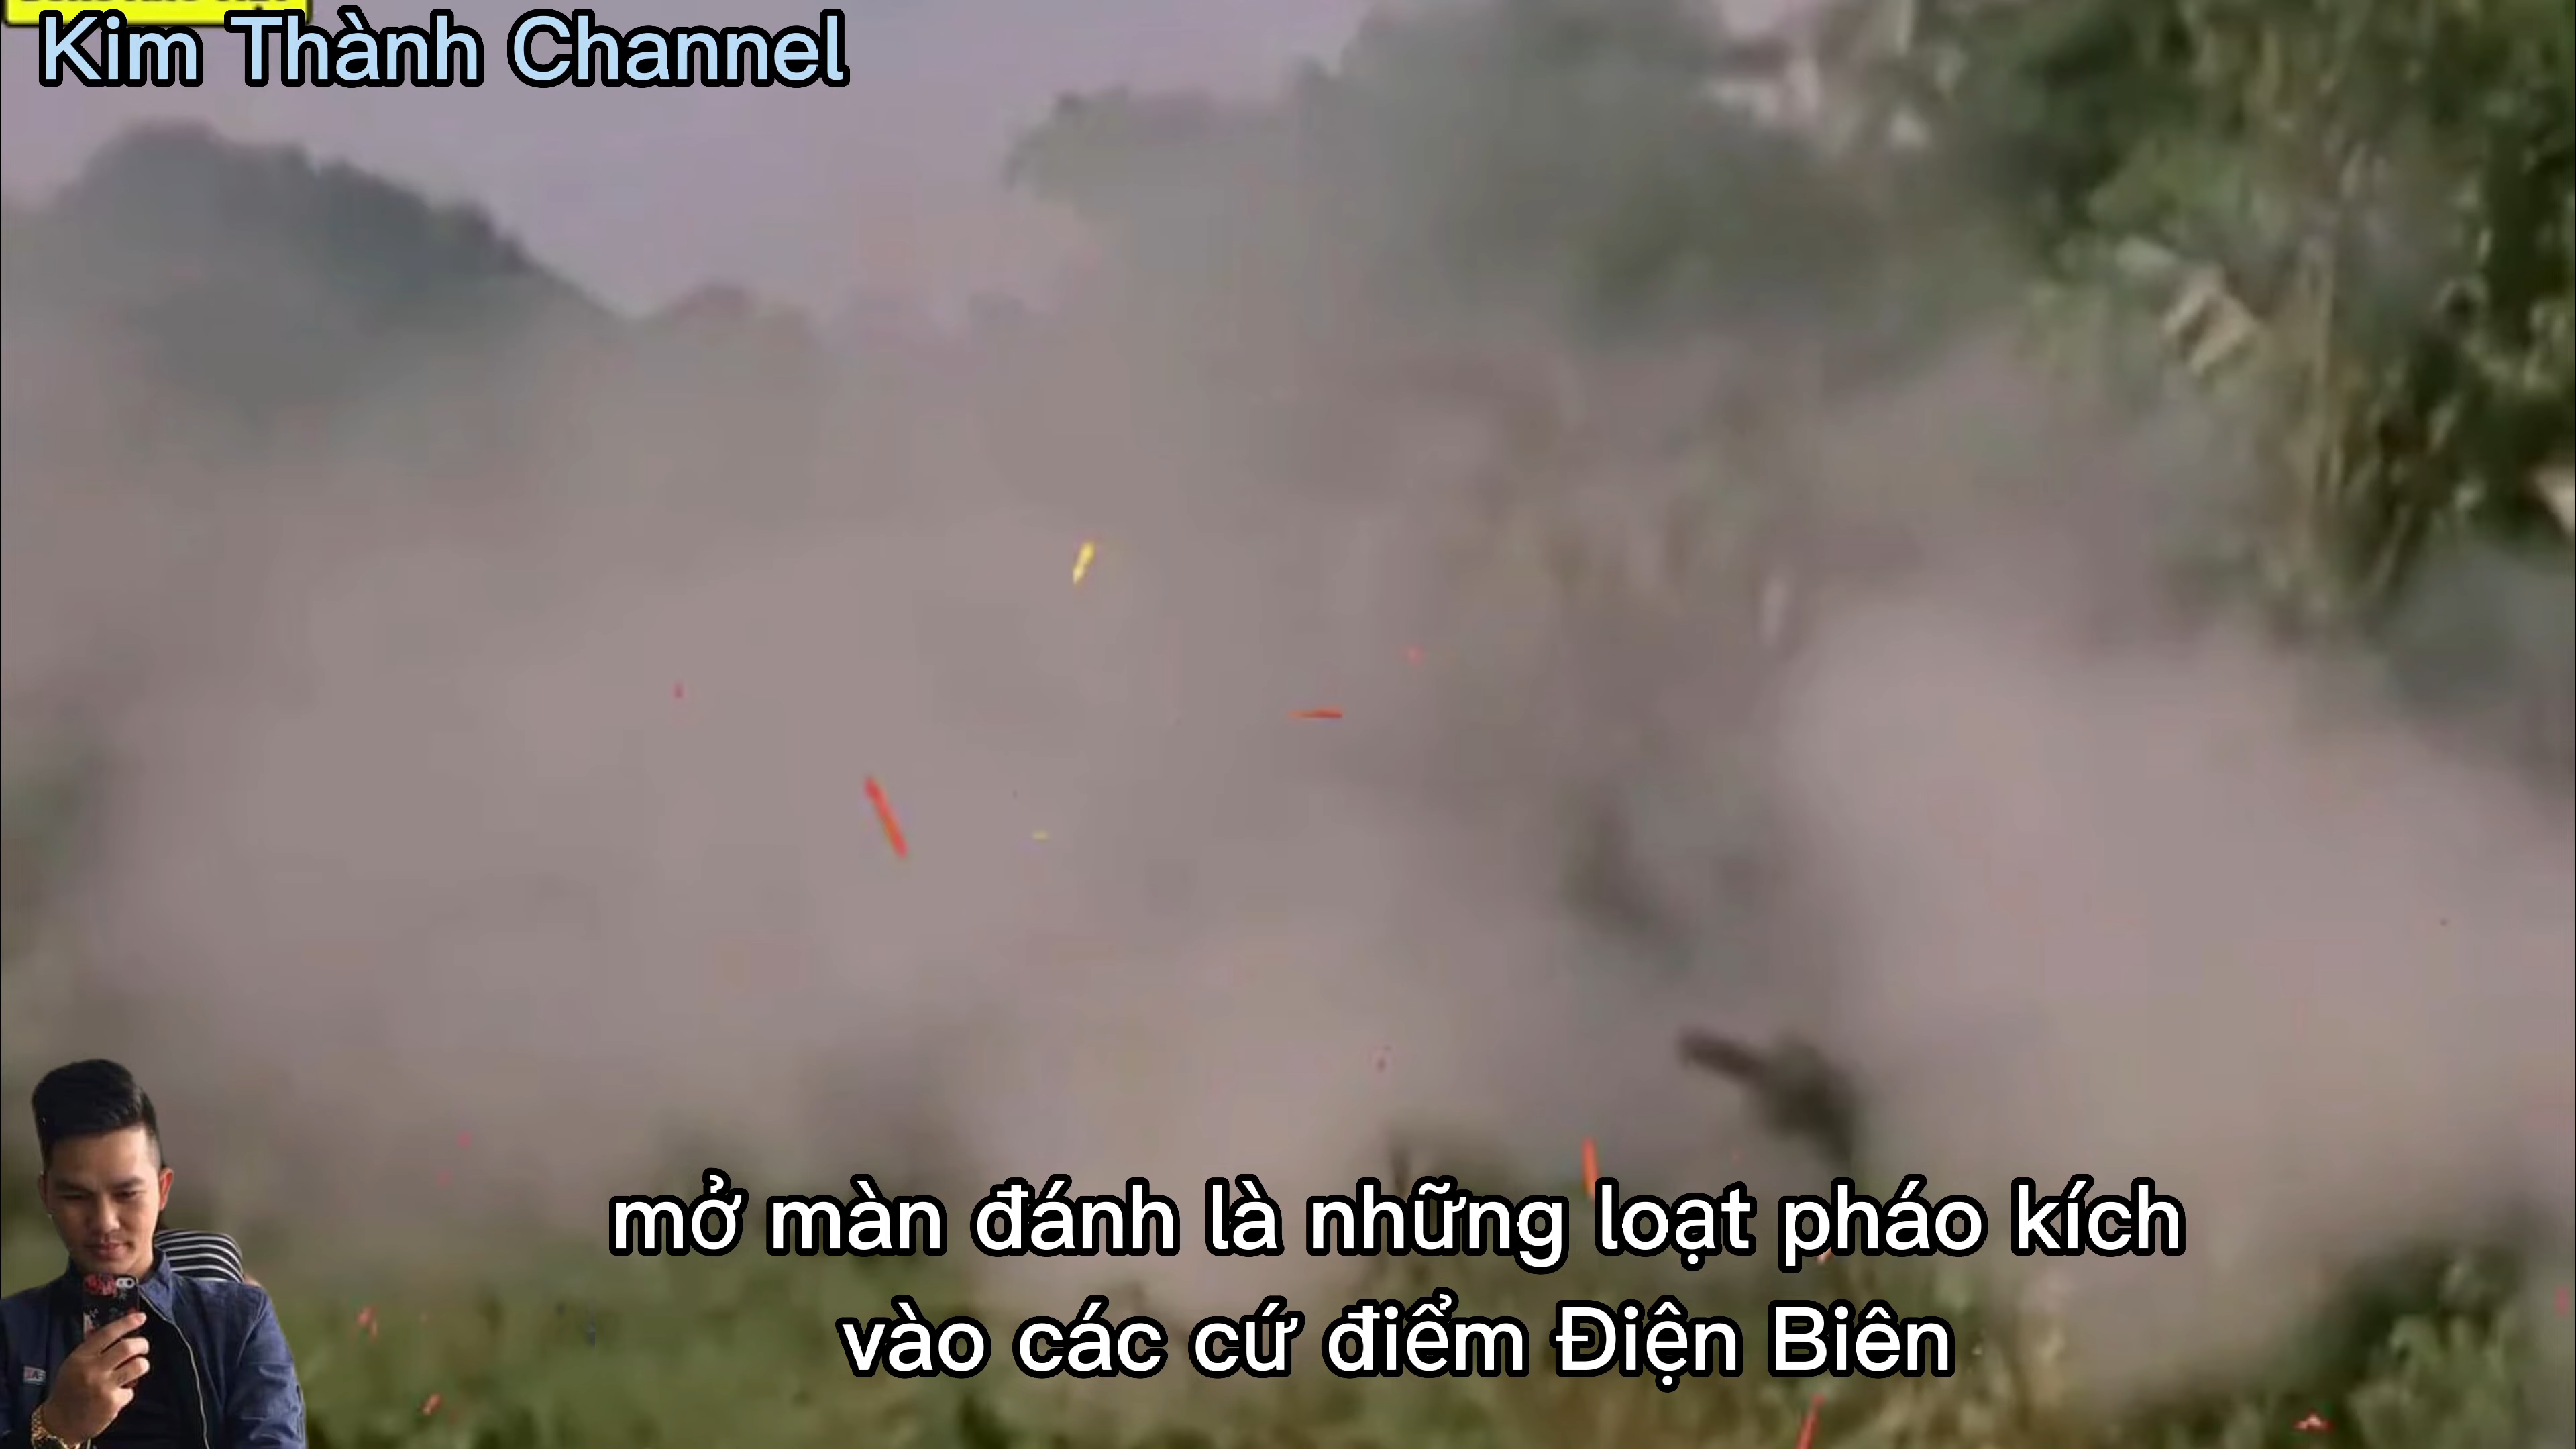 Kim Thành Channel
mở màn đánh là những loạt pháo kích
vào các cứ điểm Điện Biên